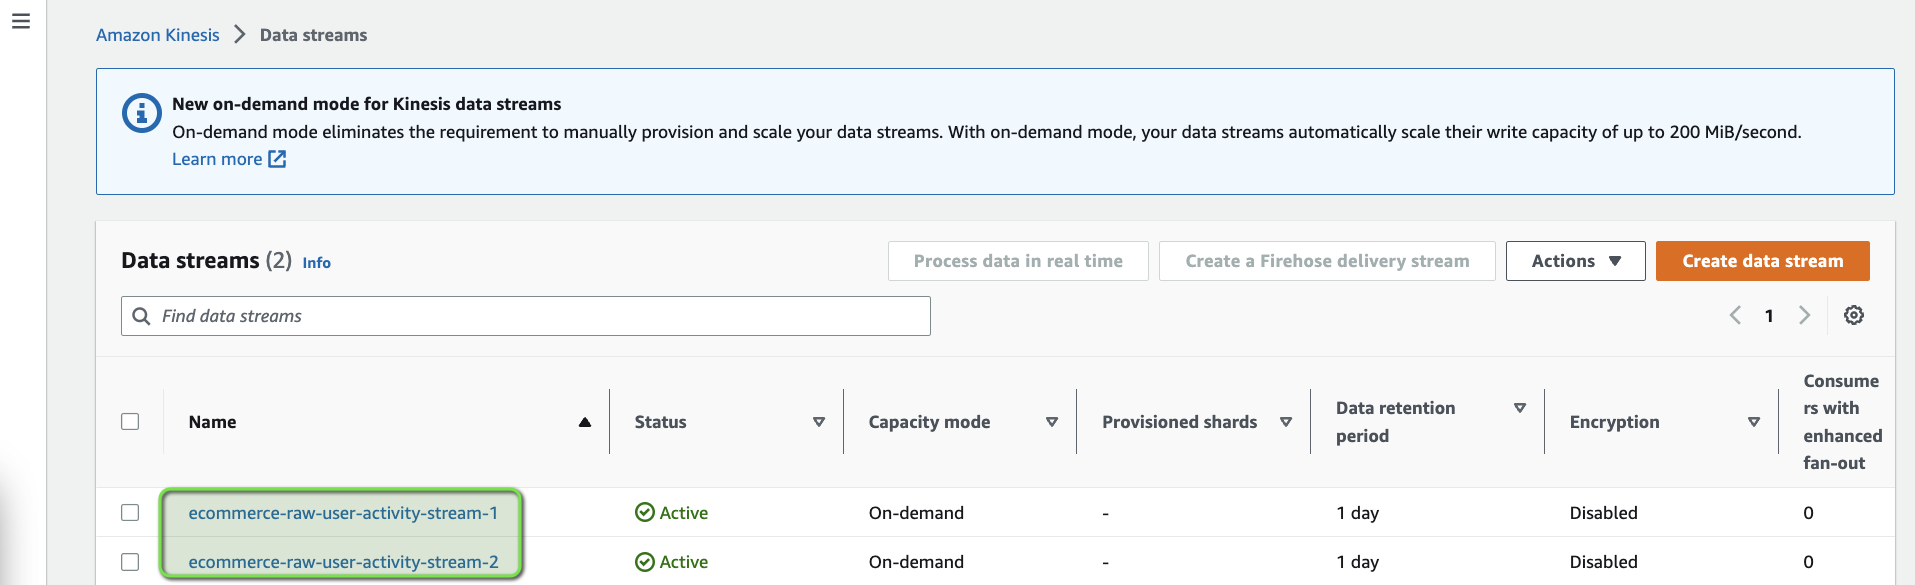 Amazon Kinesis > Data streams
New on-demand mode for Kinesis data streams
On-demand mode eliminates the requirement to manually provision and scale your data streams. With on-demand mode, your data streams automatically scale their write capacity of up to 200 MiB/second.
Learn more
Data streams (2) Info
Process data in real time
Create a Firehose delivery stream
Actions
Create data stream
Find data streams
1
Name
Status
Capacity mode
Provisioned shards
Data retention
period
Encryption
Consume
rs with
enhanced
fan-out
ecommerce-raw-user-activity-stream-1 Active On-demand - 1 day Disabled 0
ecommerce-raw-user-activity-stream-2 Active On-demand - 1 day Disabled 0